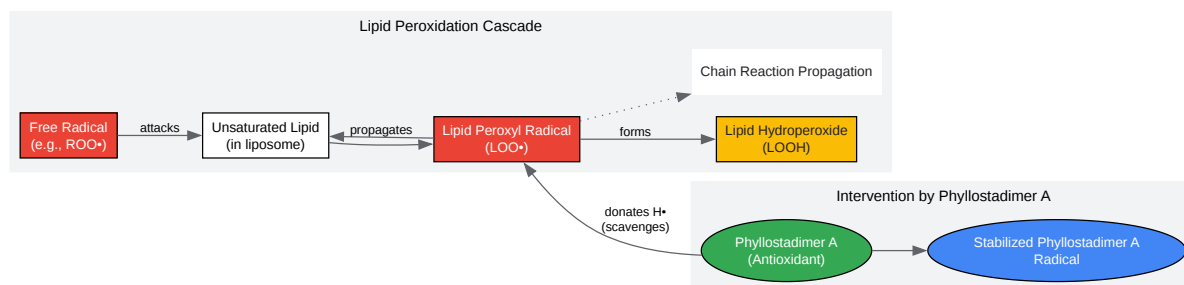 Lipid Peroxidation Cascade
Chain Reaction Propagation
Free Radical
(e.g., ROO•)
attacks
Unsaturated Lipid
(in liposome)
propagates
Lipid Peroxyl Radical
(LOO•)
forms
Lipid Hydroperoxide
(LOOH)
Intervention by Phyllostadimer A
donates H•
(scavenges)
Phyllostadimer A
(Antioxidant)
Stabilized Phyllostadimer A
Radical